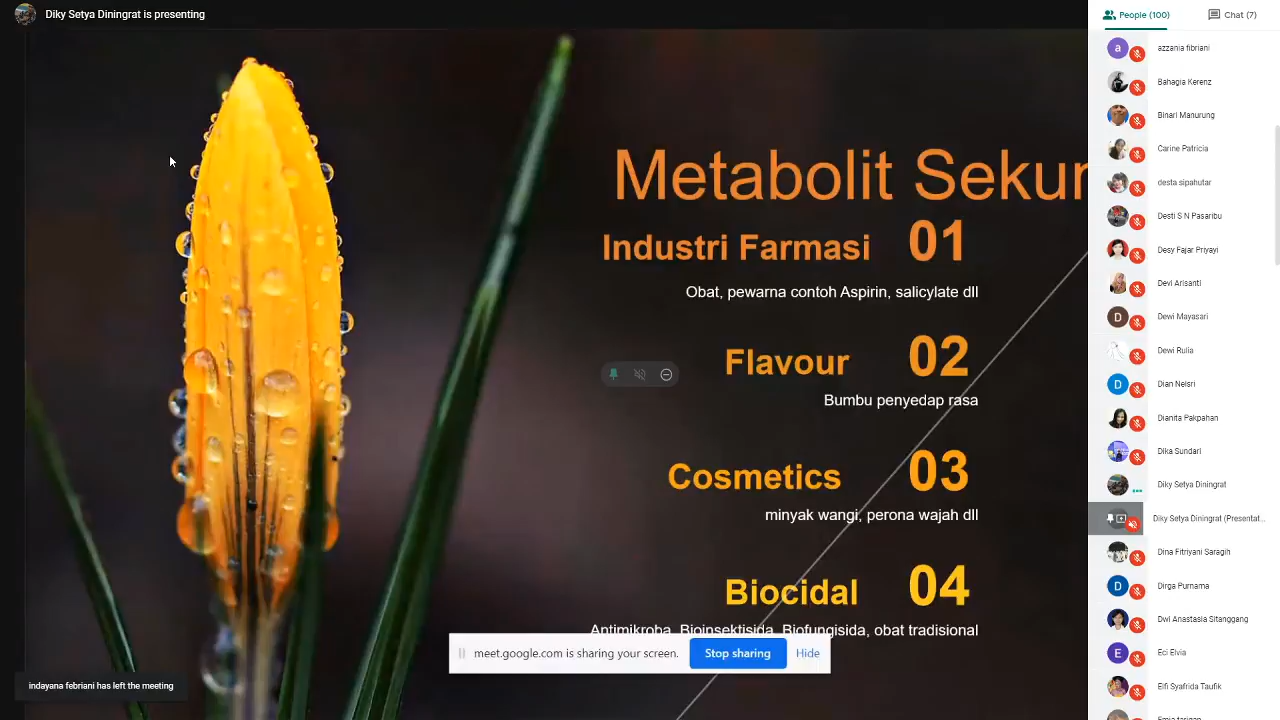 Diky Setya Diningrat is presenting
People (100)
Chat (7)
Metabolit Sekur
Industri Farmasi 01
Obat, pewarna contoh Aspirin, salicylate dll
Flavour 02
Bumbu penyedap rasa
Cosmetics 03
minyak wangi, perona wajah dll
Biocidal 04
Antimikroba, Bioinsektisida, Biofungisida, obat tradisional
meet.google.com is sharing your screen.
Stop sharing
Hide
indayana febriani has left the meeting
a
azzania fibriani
Bahagia Kerenz
Binari Manurung
Carine Patricia
desta sipahutar
Desti S N Pasaribu
Desy Fajar Priyayi
Devi Arisanti
D
Dewi Mayasari
Dewi Rulia
D
Dian Nelsri
Dianita Pakpahan
Dika Sundari
Diky Setya Diningrat
Diky Setya Diningrat (Presentat...
Dina Fitriyani Saragih
D
Dirga Purnama
Dwi Anastasia Sitanggang
E
Eci Elvia
Elfi Syafrida Taufik